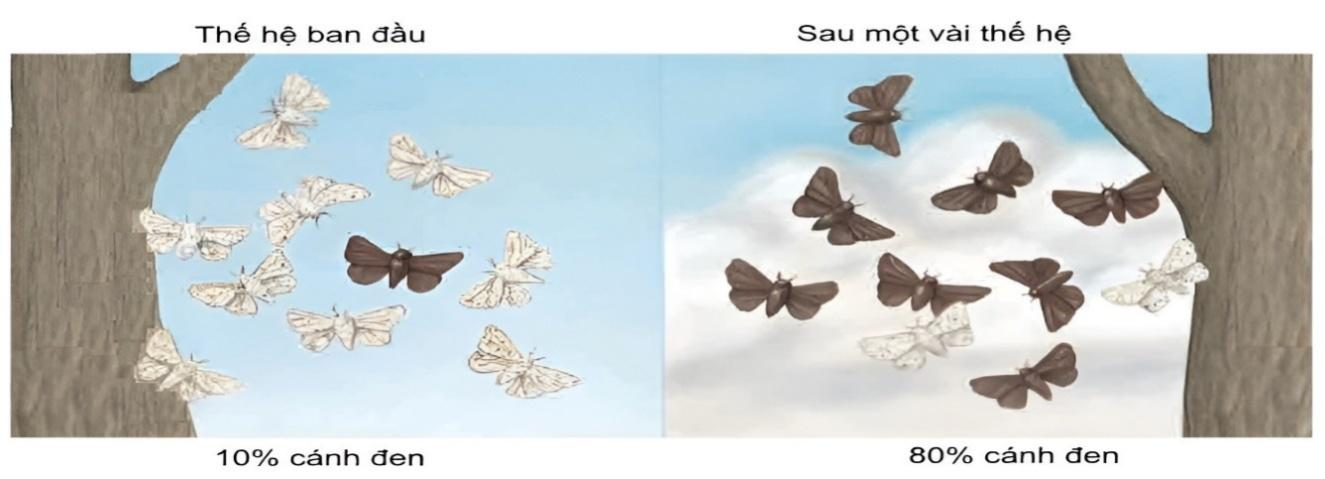 Thế hệ ban đầu
Sau một vài thế hệ
10% cánh đen
80% cánh đen